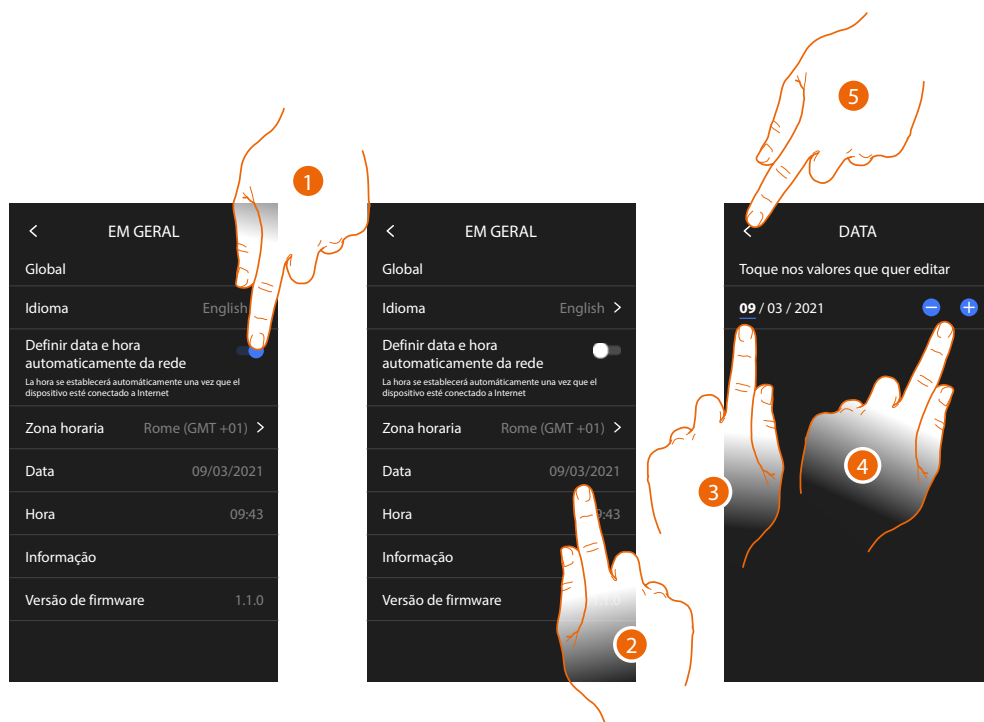 1
EM GERAL
Global
Idioma English
Definir data e hora
automaticamente da rede
La hora se establecerá automáticamente una vez que el
dispositivo esté conectado a Internet
Zona horaria Rome (GMT +01)
Data 09/03/2021
Hora 09:43
Informação
Versão de firmware 1.1.0
EM GERAL
Global
Idioma English
Definir data e hora
automaticamente da rede
La hora se establecerá automáticamente una vez que el
dispositivo esté conectado a Internet
Zona horaria Rome (GMT +01)
Data 09/03/2021
Hora 9:43
Informação
Versão de firmware
2
5
DATA
Toque nos valores que quer editar
09 / 03 / 2021
3
4